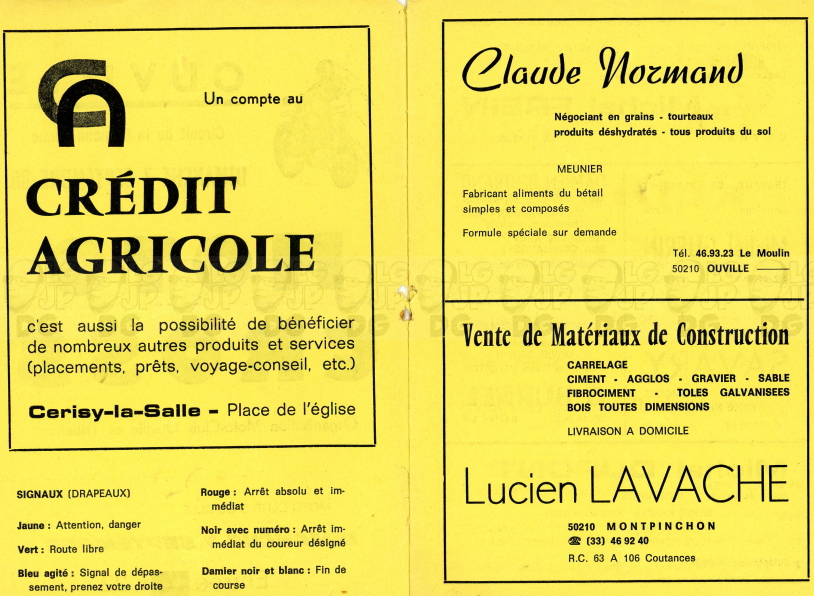 CA
Un compte au
CRÉDIT
AGRICOLE
c'est aussi la possibilité de bénéficier
de nombreux autres produits et services
(placements, prêts, voyage-conseil, etc.)
Cerisy-la-Salle - Place de l'église
SIGNAUX (DRAPEAUX)
Jaune : Attention, danger
Vert : Route libre
Bleu agité : Signal de dépas-
sement, prenez votre droite
Rouge : Arrêt absolu et im-
médiat
Noir avec numéro : Arrêt im-
médiat du coureur désigné
Damier noir et blanc : Fin de
course
Claude Normand
Négociant en grains - tourteaux
produits déshydratés - tous produits du sol
MEUNIER
Fabricant aliments du bétail
simples et composés
Formule spéciale sur demande
Tél. 46.93.23 Le Moulin
50210 OUVILLE
Vente de Matériaux de Construction
CARRELAGE
CIMENT - AGGLOS - GRAVIER - SABLE
FIBROCIMENT - TOLES GALVANISEES
BOIS TOUTES DIMENSIONS
LIVRAISON A DOMICILE
Lucien LAVACHE
50210 MONTPINCHON
☎ (33) 46 92 40
R.C. 63 A 106 Coutances